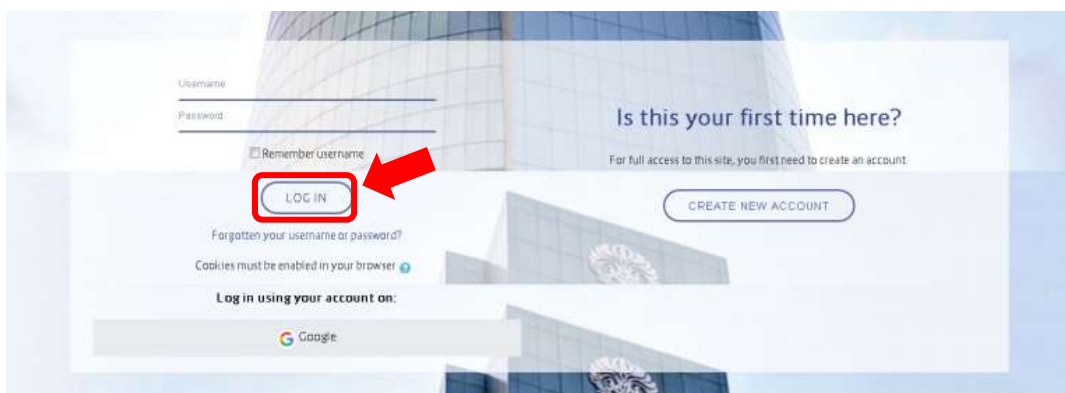 Username
Password
Remember username
LOG IN
Forgotten your username or password?
Cookies must be enabled in your browser
Log in using your account on:
Google
Is this your first time here?
For full access to this site, you first need to create an account
CREATE NEW ACCOUNT